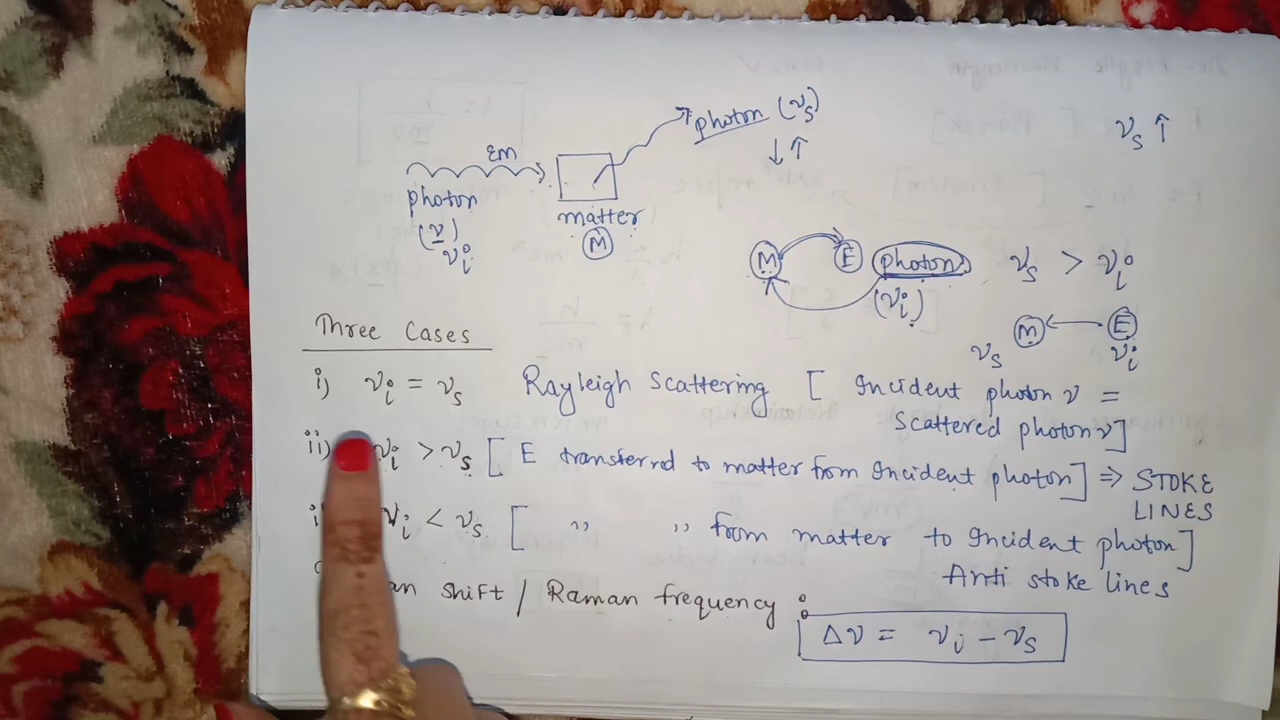 photon (νs)
↓↑
νs ↑
EM
photon
(ν)
νi
matter
M
M E photon
(νi)
νs > νi
M ← E
νs νi
Three Cases
i) νi = νs Rayleigh Scattering [ Incident photon ν =
Scattered photon ν]
ii) νi > νs [ E transferred to matter from Incident photon] ⇒ STOKE
LINES
νi < νs [ ,, ,, from matter to Incident photon]
Anti stoke lines
shift / Raman frequency :
Δν = νi - νs